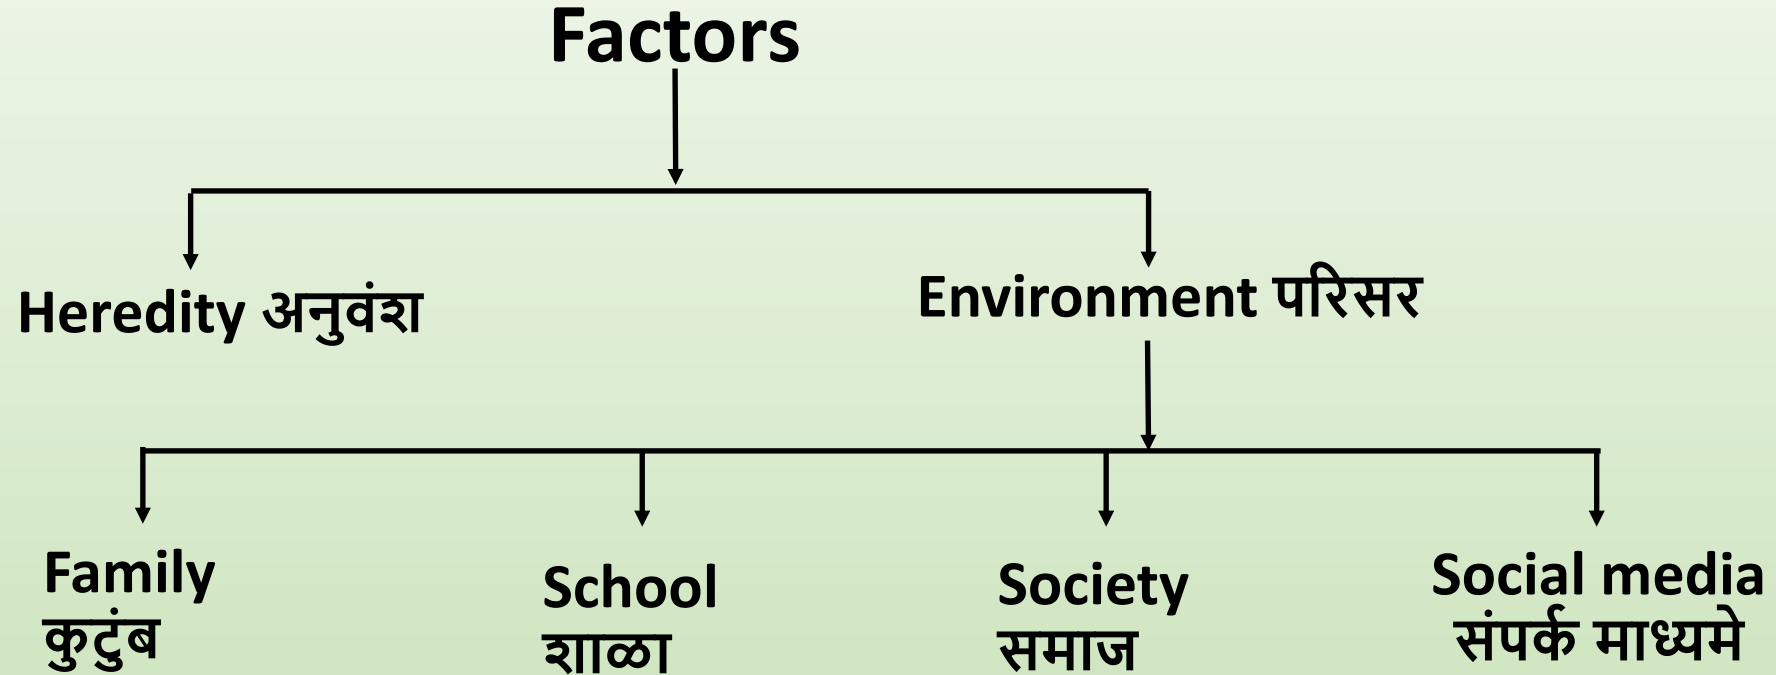 Factors
Heredity अनुवंश
Environment परिसर
Family
कुटुंब
School
शाळा
Society
समाज
Social media
संपर्क माध्यमे